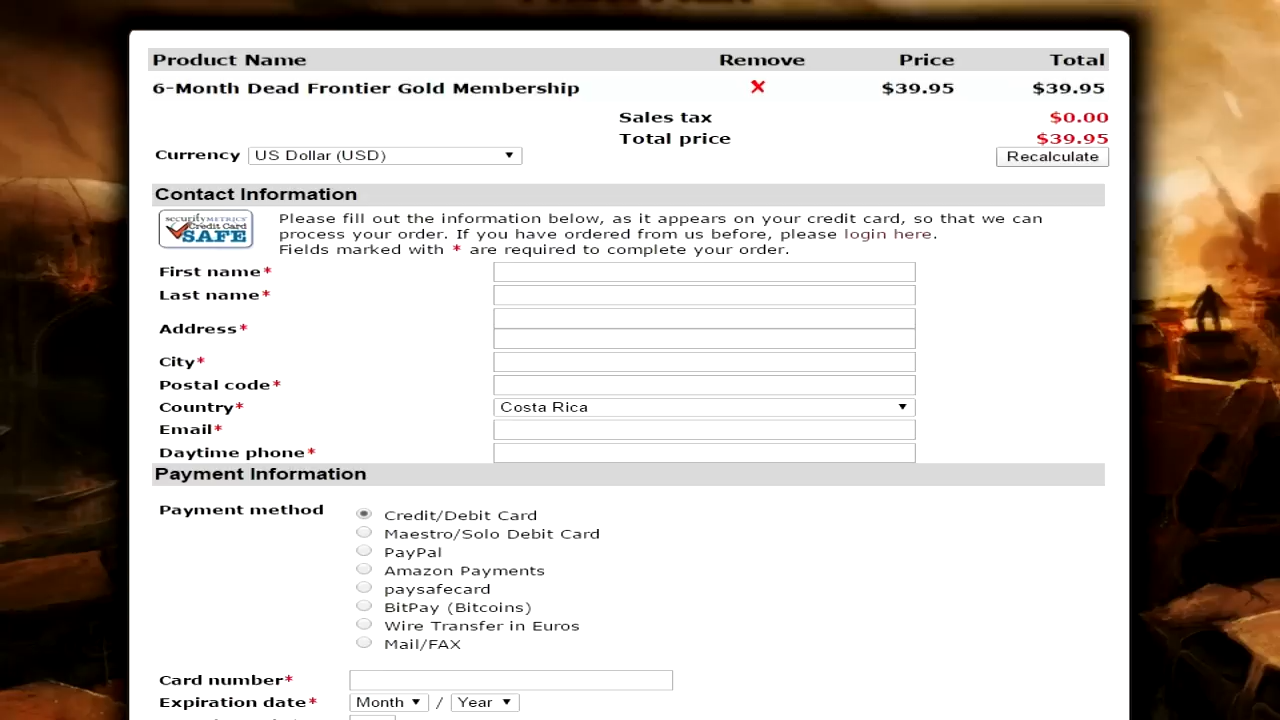 Product Name Remove Price Total
6-Month Dead Frontier Gold Membership X $39.95 $39.95
Sales tax $0.00
Total price $39.95
Currency US Dollar (USD) Recalculate
Contact Information
securityMETRICS
Credit Card
SAFE
Please fill out the information below, as it appears on your credit card, so that we can
process your order. If you have ordered from us before, please login here.
Fields marked with * are required to complete your order.
First name*
Last name*
Address*
City*
Postal code*
Country* Costa Rica
Email*
Daytime phone*
Payment Information
Payment method
Credit/Debit Card
Maestro/Solo Debit Card
PayPal
Amazon Payments
paysafecard
BitPay (Bitcoins)
Wire Transfer in Euros
Mail/FAX
Card number*
Expiration date* Month / Year